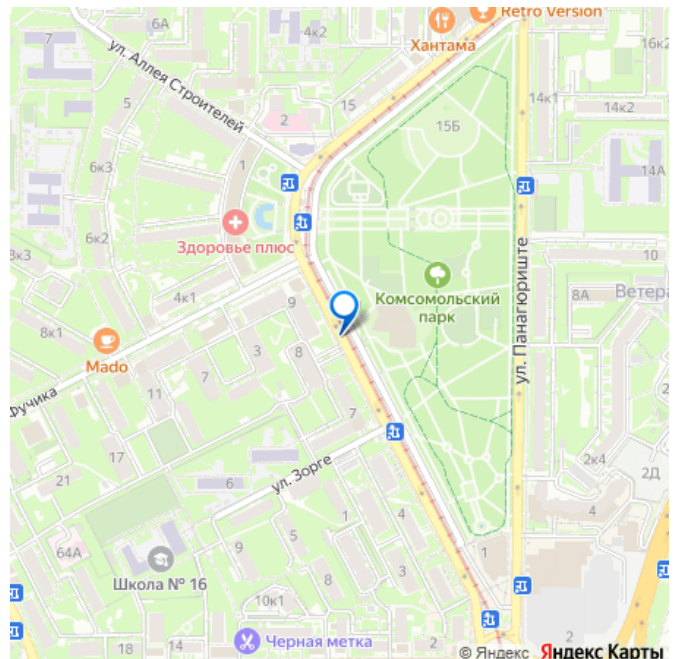 Retro Version
Хантама
7
6
4к2
16к2
ул. Аллея Строителей
5
2
15
15Б
14к1
14к2
6к3
1
14А
6к2
Здоровье плюс
8к3
10
4к1
9
Комсомольский
парк
8А
Ветера
ул. Панагюриште
8к1
Mado
3
8
7
11
фучика
7
17
2к4
21
6
ул. Зорге
2Д
4
1
4
64А
9
5
1
Школа № 16
8
3
10к1
18
14
Черная метка
2
2
© Яндекс Яндекс Карты